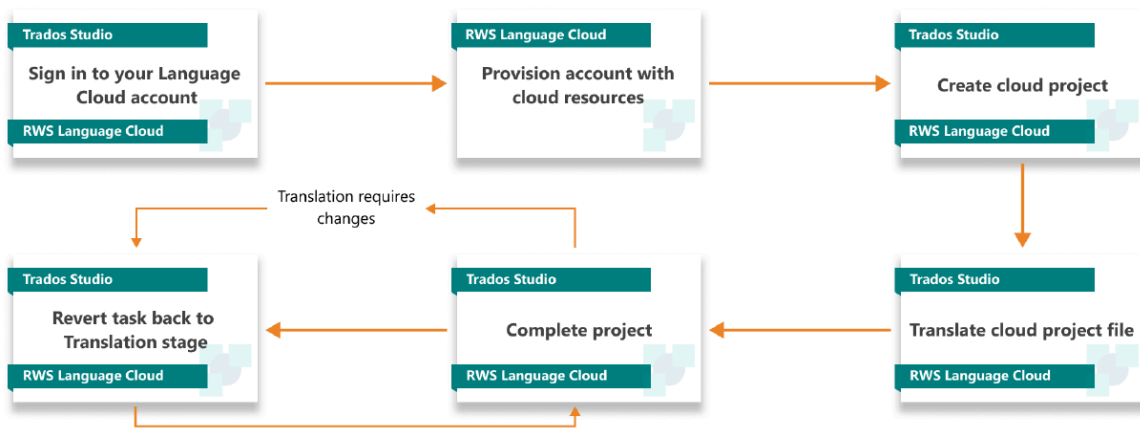 Trados Studio
Sign in to your Language
Cloud account
RWS Language Cloud
RWS Language Cloud
Provision account with
cloud resources
Trados Studio
Create cloud project
RWS Language Cloud
Translation requires
changes
Trados Studio
Revert task back to
Translation stage
RWS Language Cloud
Trados Studio
Complete project
RWS Language Cloud
Trados Studio
Translate cloud project file
RWS Language Cloud